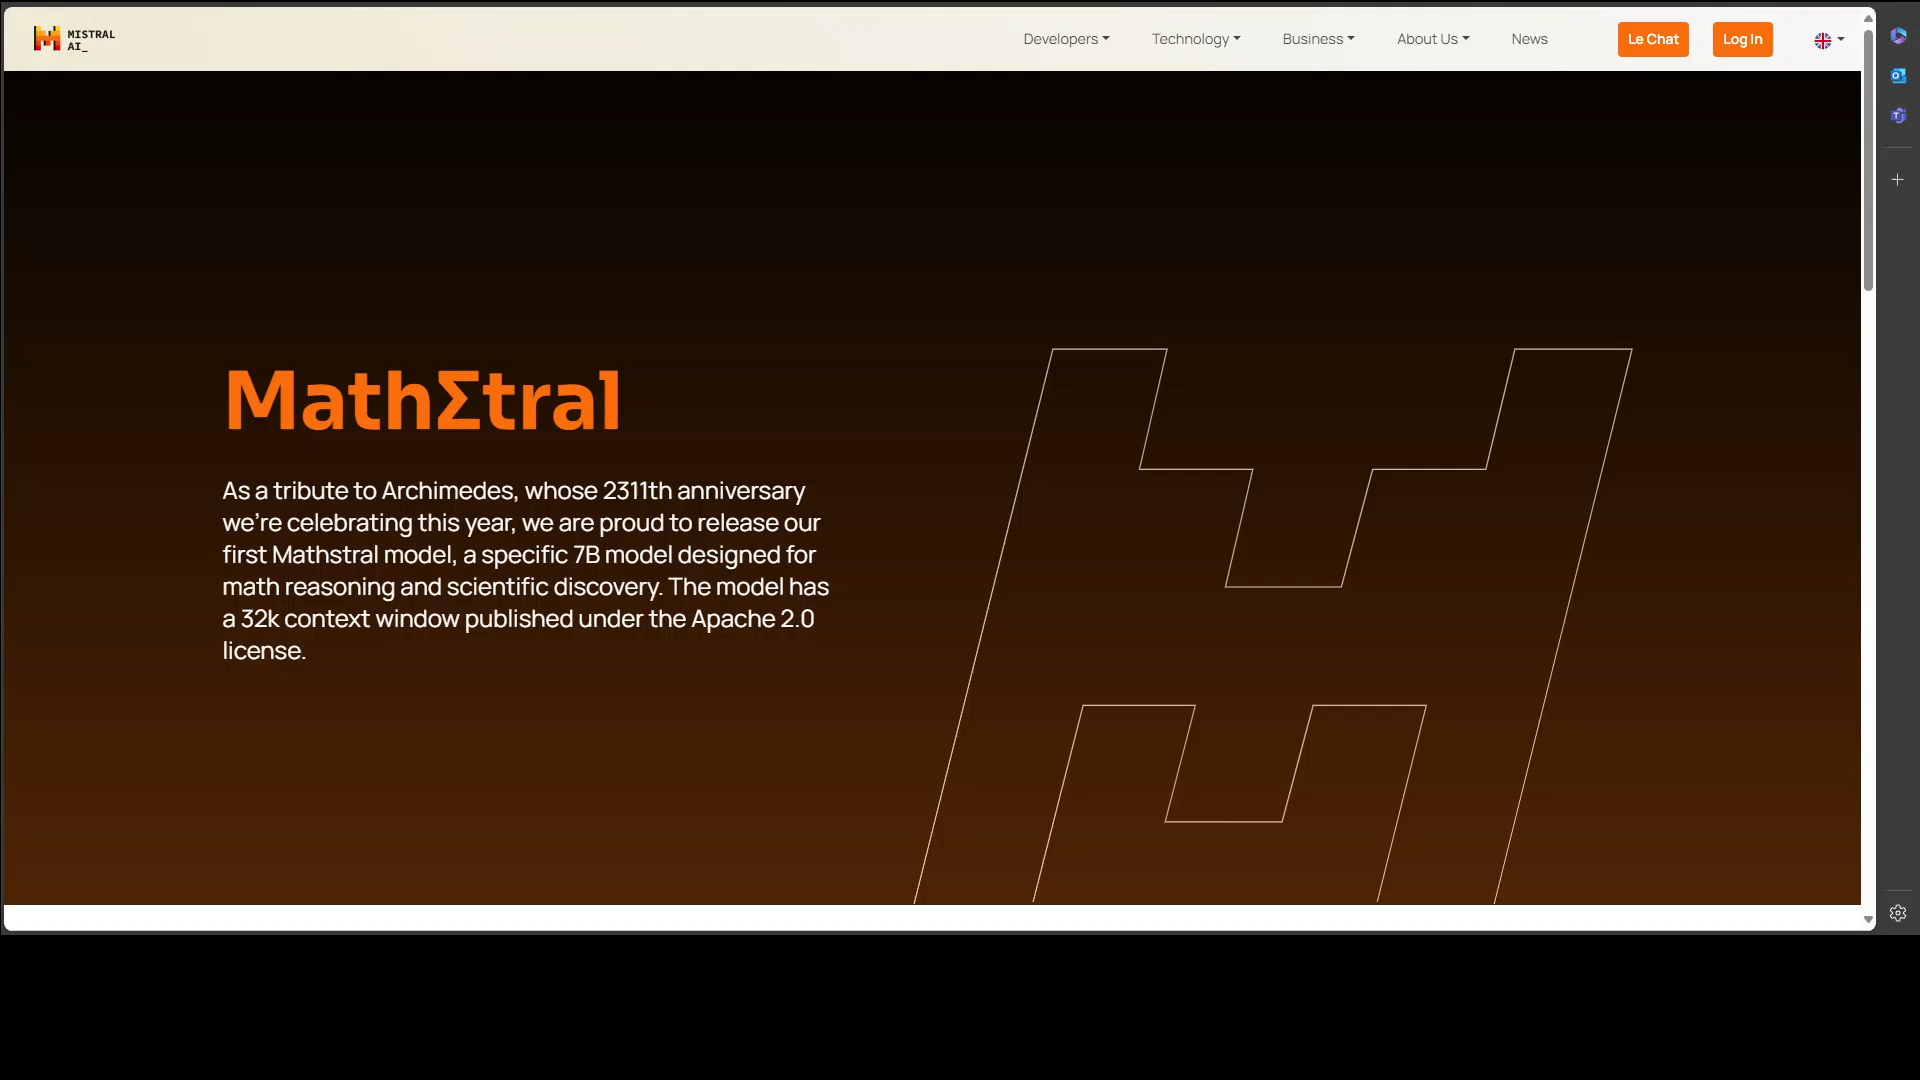 MISTRAL
AI_
Developers Technology Business About Us News Le Chat Log In
MathΣtral
As a tribute to Archimedes, whose 2311th anniversary
we’re celebrating this year, we are proud to release our
first Mathstral model, a specific 7B model designed for
math reasoning and scientific discovery. The model has
a 32k context window published under the Apache 2.0
license.